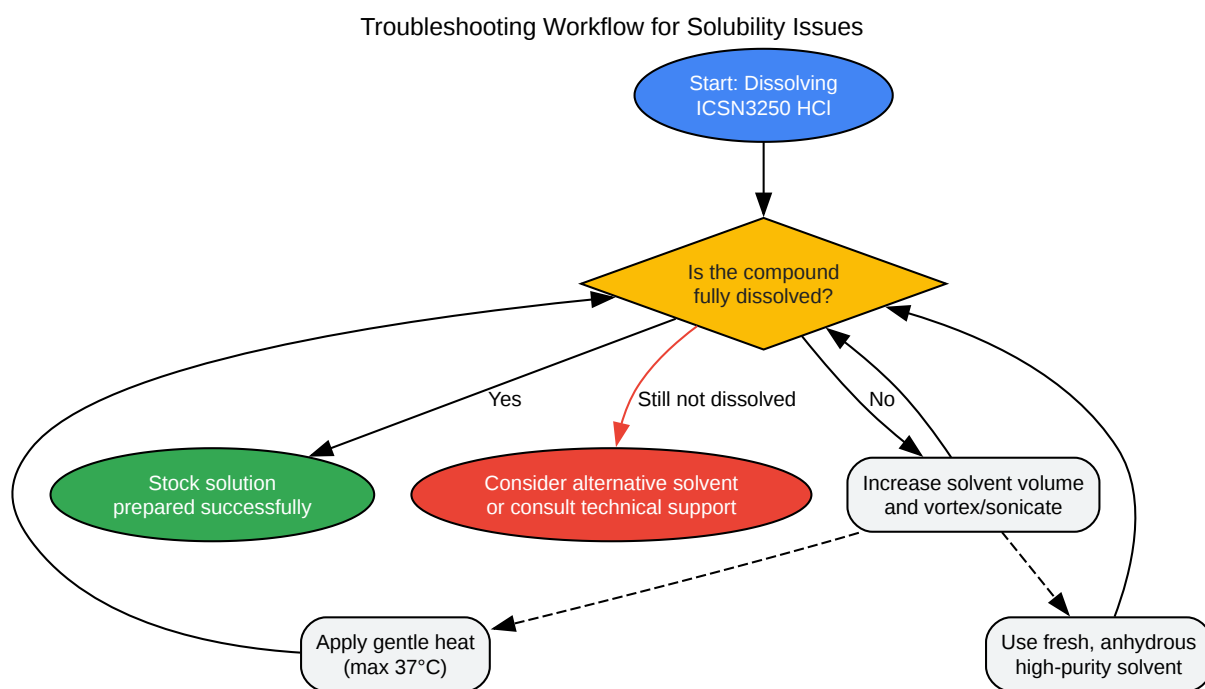 Troubleshooting Workflow for Solubility Issues
Start: Dissolving
ICSN3250 HCl
Is the compound
fully dissolved?
Yes
Still not dissolved
No
Stock solution
prepared successfully
Consider alternative solvent
or consult technical support
Increase solvent volume
and vortex/sonicate
Apply gentle heat
(max 37°C)
Use fresh, anhydrous
high-purity solvent